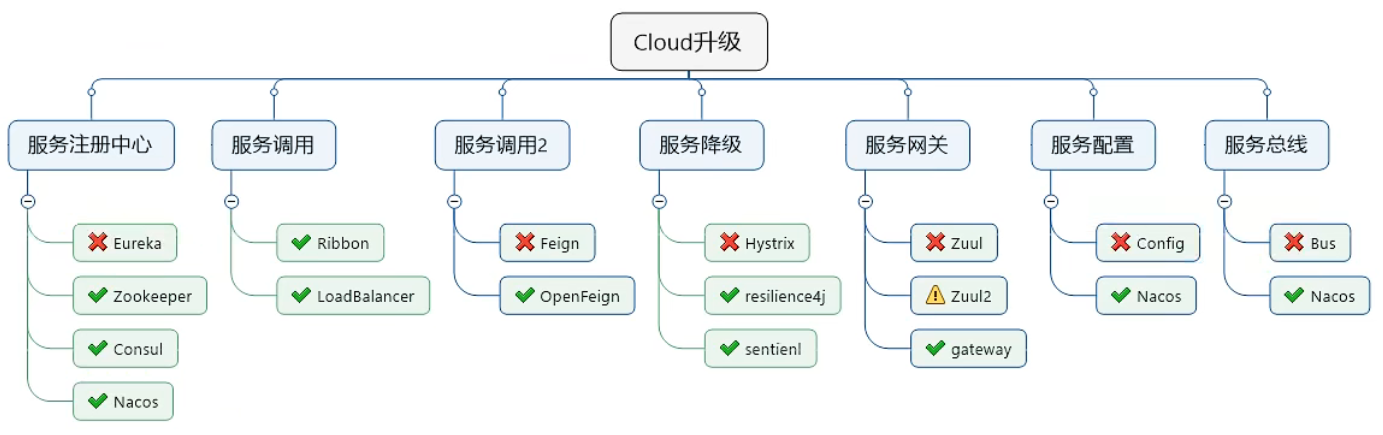 Cloud升级
服务注册中心
服务调用
服务调用2
服务降级
服务网关
服务配置
服务总线
Eureka
Zookeeper
Consul
Nacos
Ribbon
LoadBalancer
Feign
OpenFeign
Hystrix
resilience4j
sentienl
Zuul
Zuul2
gateway
Config
Nacos
Bus
Nacos